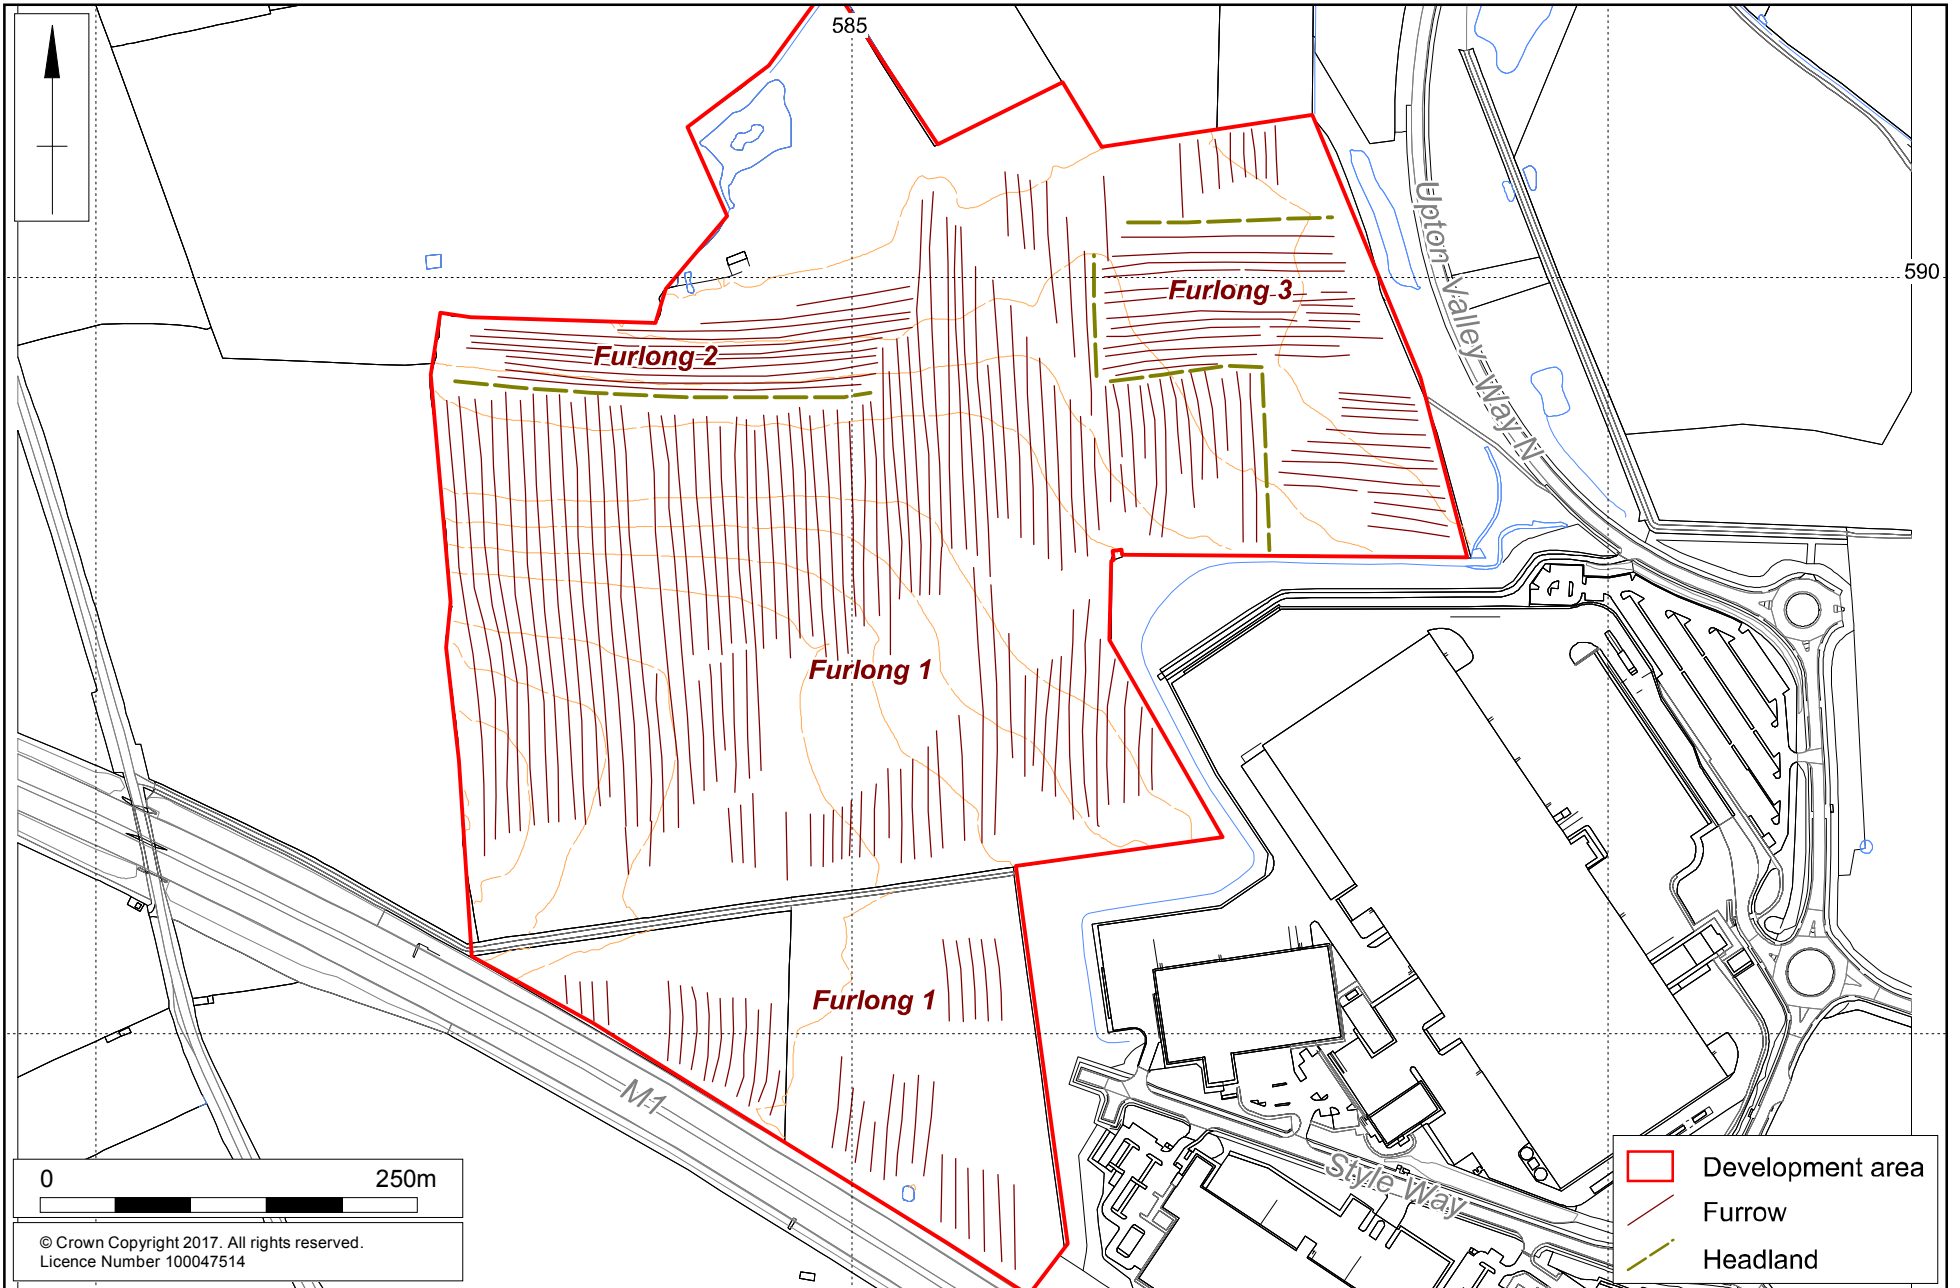 585
590
Upton Valley Way N
Furlong 3
Furlong 2
Furlong 1
Furlong 1
M1
Style Way
0 250m
© Crown Copyright 2017. All rights reserved.
Licence Number 100047514
Development area
Furrow
Headland